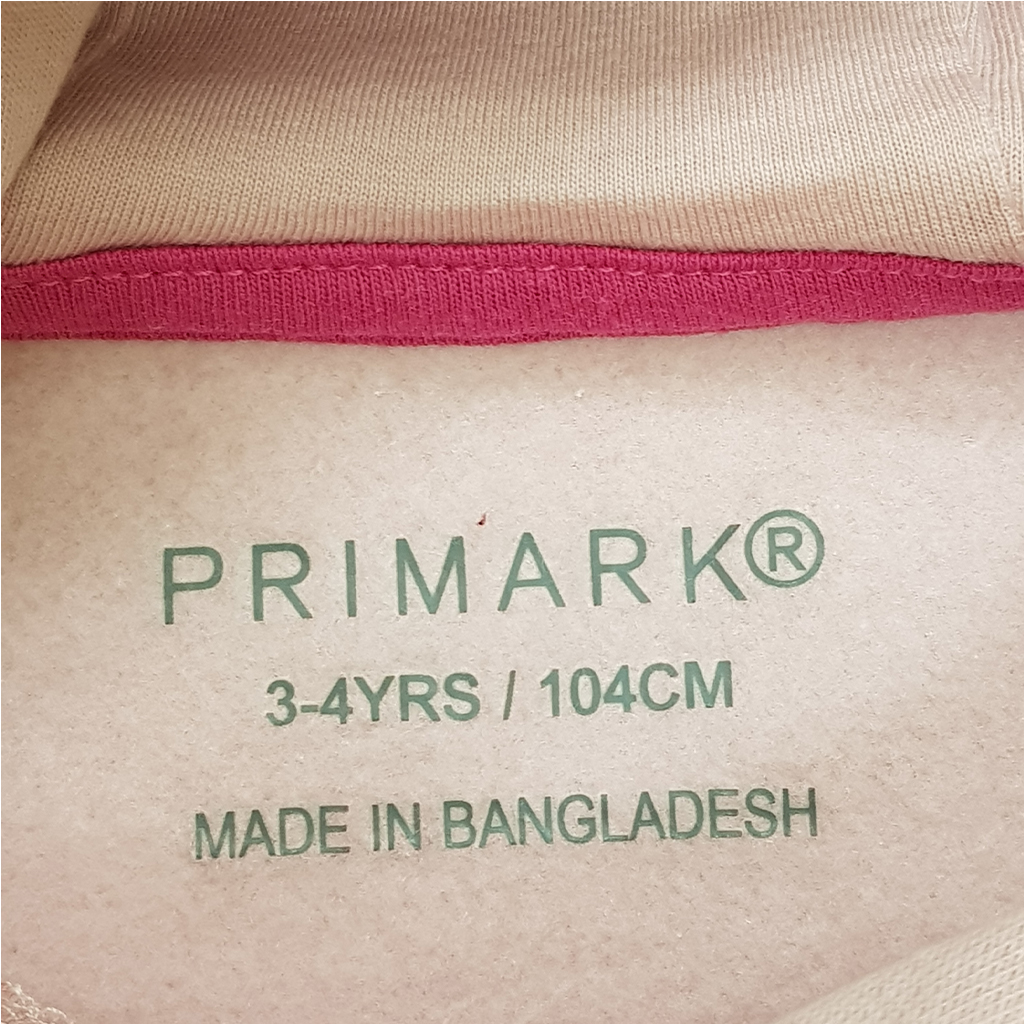 PRIMARK®
3-4YRS / 104CM
MADE IN BANGLADESH